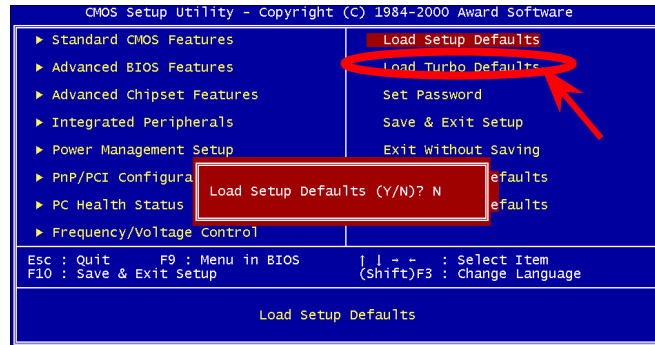 CMOS Setup Utility - Copyright (C) 1984-2000 Award Software
▶ Standard CMOS Features
▶ Advanced BIOS Features
▶ Advanced Chipset Features
▶ Integrated Peripherals
▶ Power Management Setup
▶ PnP/PCI Configura
▶ PC Health Status
▶ Frequency/Voltage Control
Load Setup Defaults
Load Turbo Defaults
Set Password
Save & Exit Setup
Exit Without Saving
efaults
efaults
Load Setup Defaults (Y/N)? N
Esc : Quit F9 : Menu in BIOS ↑ ↓ → ← : Select Item
F10 : Save & Exit Setup (Shift)F3 : Change Language
Load Setup Defaults